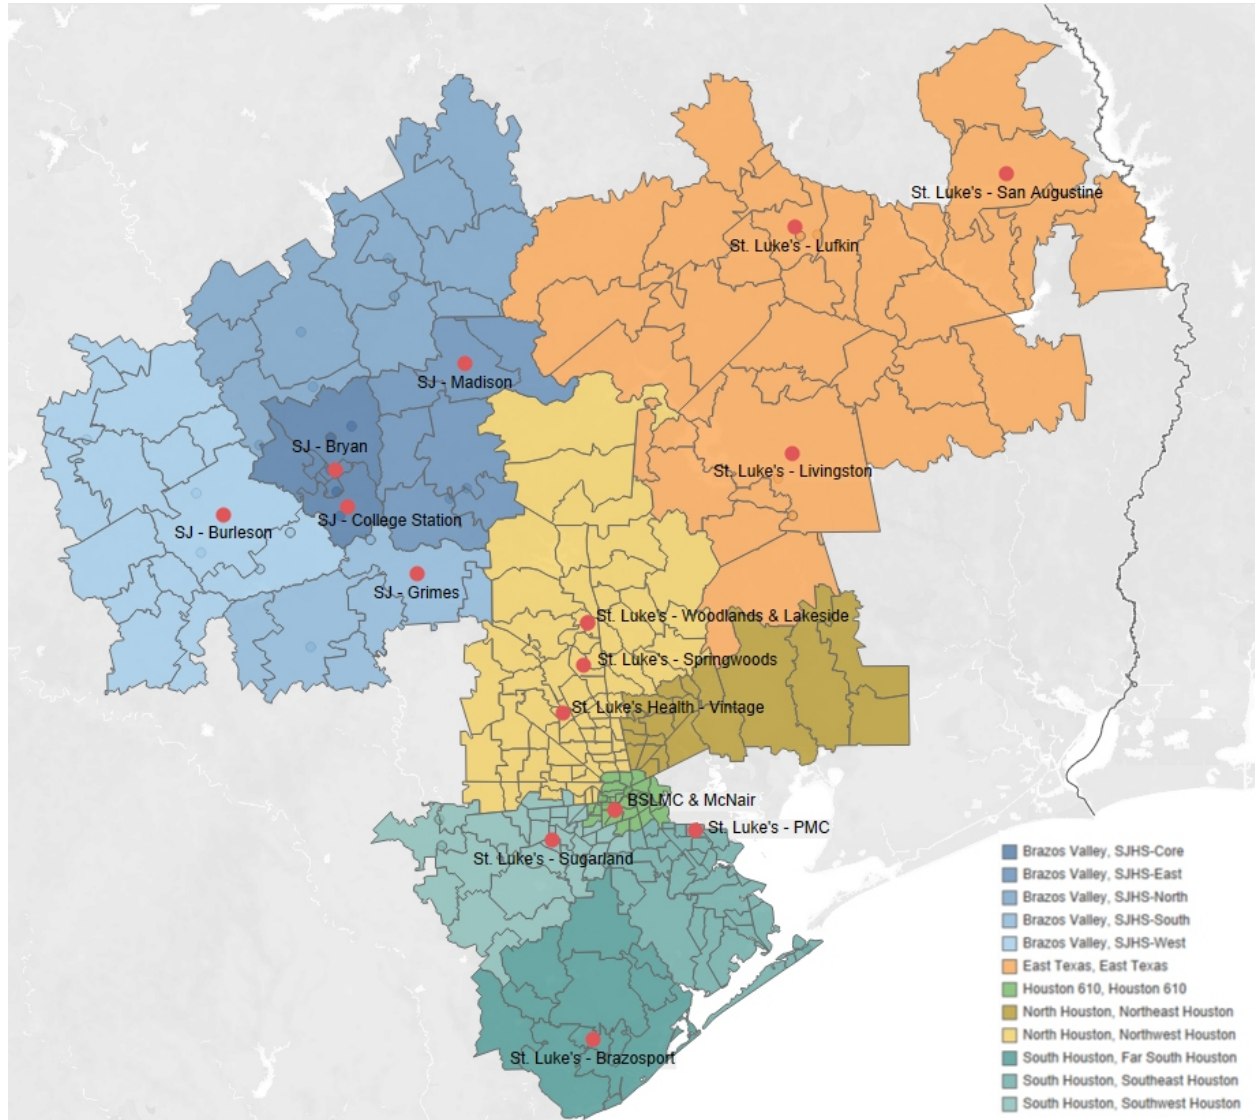 St. Luke's - San Augustine
St. Luke's - Lufkin
SJ - Madison
SJ - Bryan
St. Luke's - Livingston
SJ - College Station
SJ - Burleson
SJ - Grimes
St. Luke's - Woodlands & Lakeside
St. Luke's - Springwoods
St. Luke's Health - Vintage
BSLMC & McNair
St. Luke's - PMC
St. Luke's - Sugarland
St. Luke's - Brazosport
Brazos Valley, SJHS-Core
Brazos Valley, SJHS-East
Brazos Valley, SJHS-North
Brazos Valley, SJHS-South
Brazos Valley, SJHS-West
East Texas, East Texas
Houston 610, Houston 610
North Houston, Northeast Houston
North Houston, Northwest Houston
South Houston, Far South Houston
South Houston, Southeast Houston
South Houston, Southwest Houston